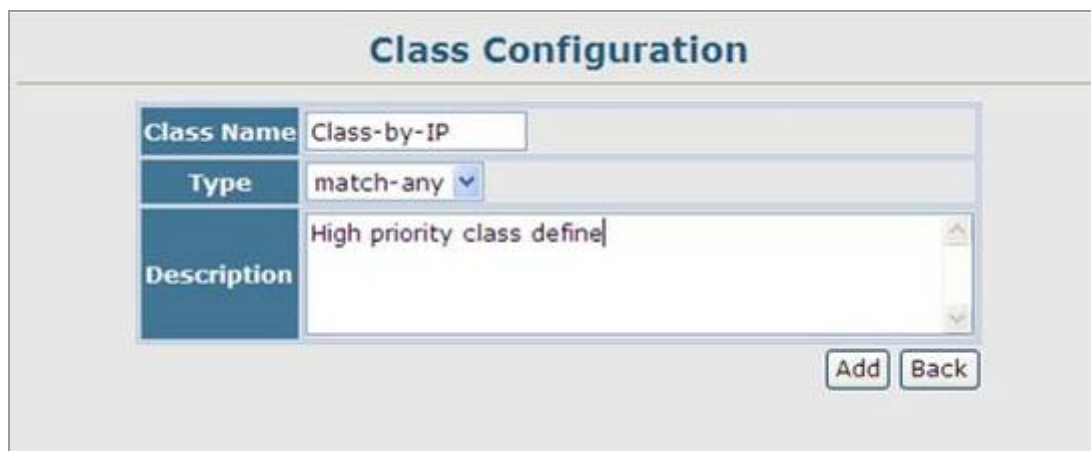 Class Configuration
Class Name Class-by-IP
Type match-any
Description High priority class define
Add Back